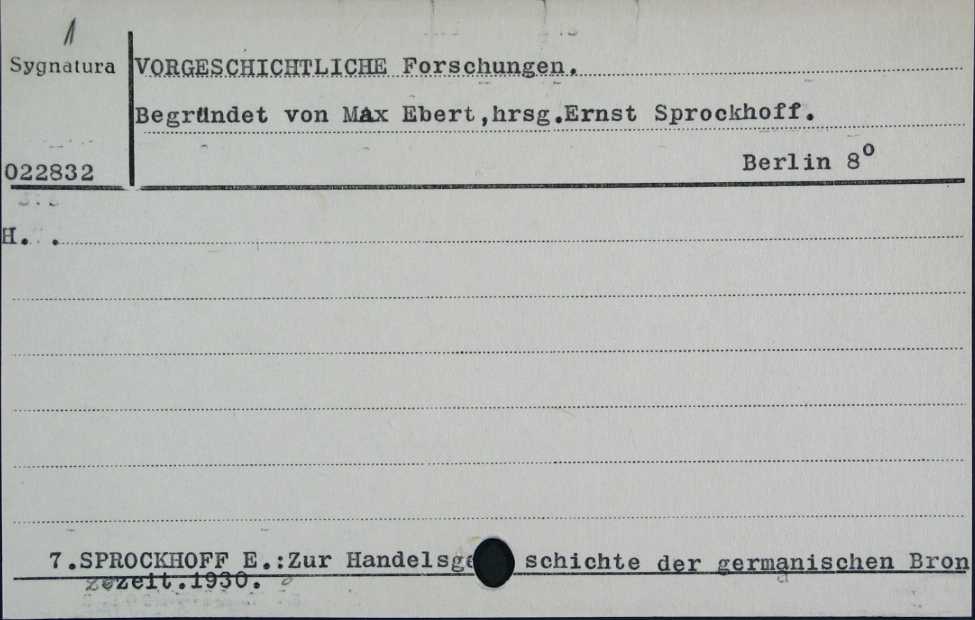 1
Sygnatura
VORGESCHICHTLICHE Forschungen.
Begründet von Max Ebert,hrsg.Ernst Sprockhoff.
022832
Berlin 8°
H. .
7.SPROCKHOFF E.:Zur Handelsge schichte der germanischen Bron
zezeit.1930.